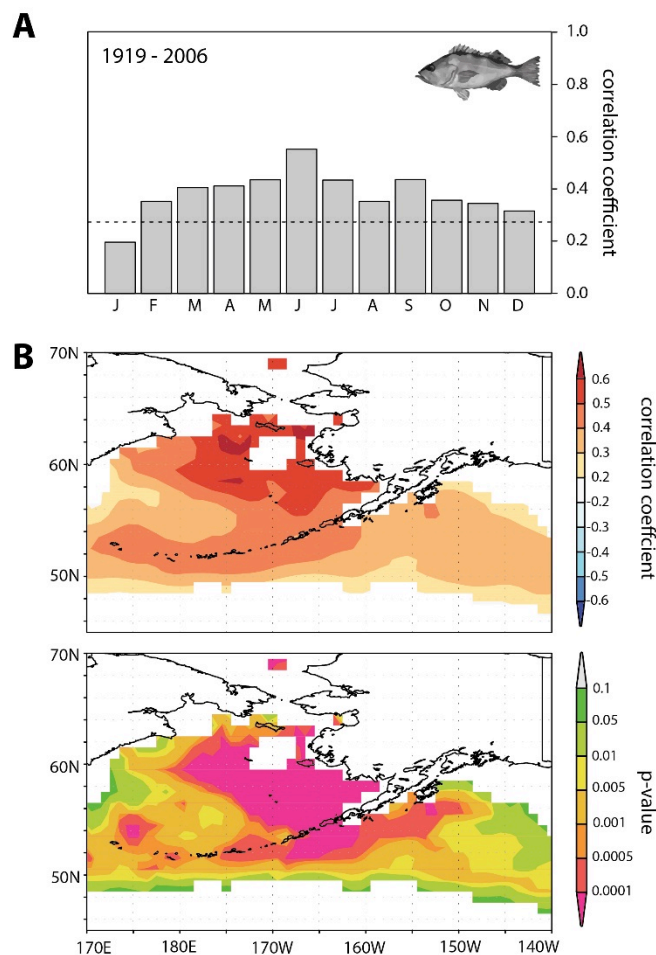 A
1919 - 2006
1.0
0.8
0.6
0.4
0.2
0.0
correlation coefficient
J F M A M J J A S O N D
B
70N
60N
50N
0.6
0.5
0.4
0.3
0.2
-0.2
-0.3
-0.4
-0.5
-0.6
correlation coeffcient
70N
60N
50N
170E 180E 170W 160W 150W 140W
0.1
0.05
0.01
0.005
0.001
0.0005
0.0001
p-value